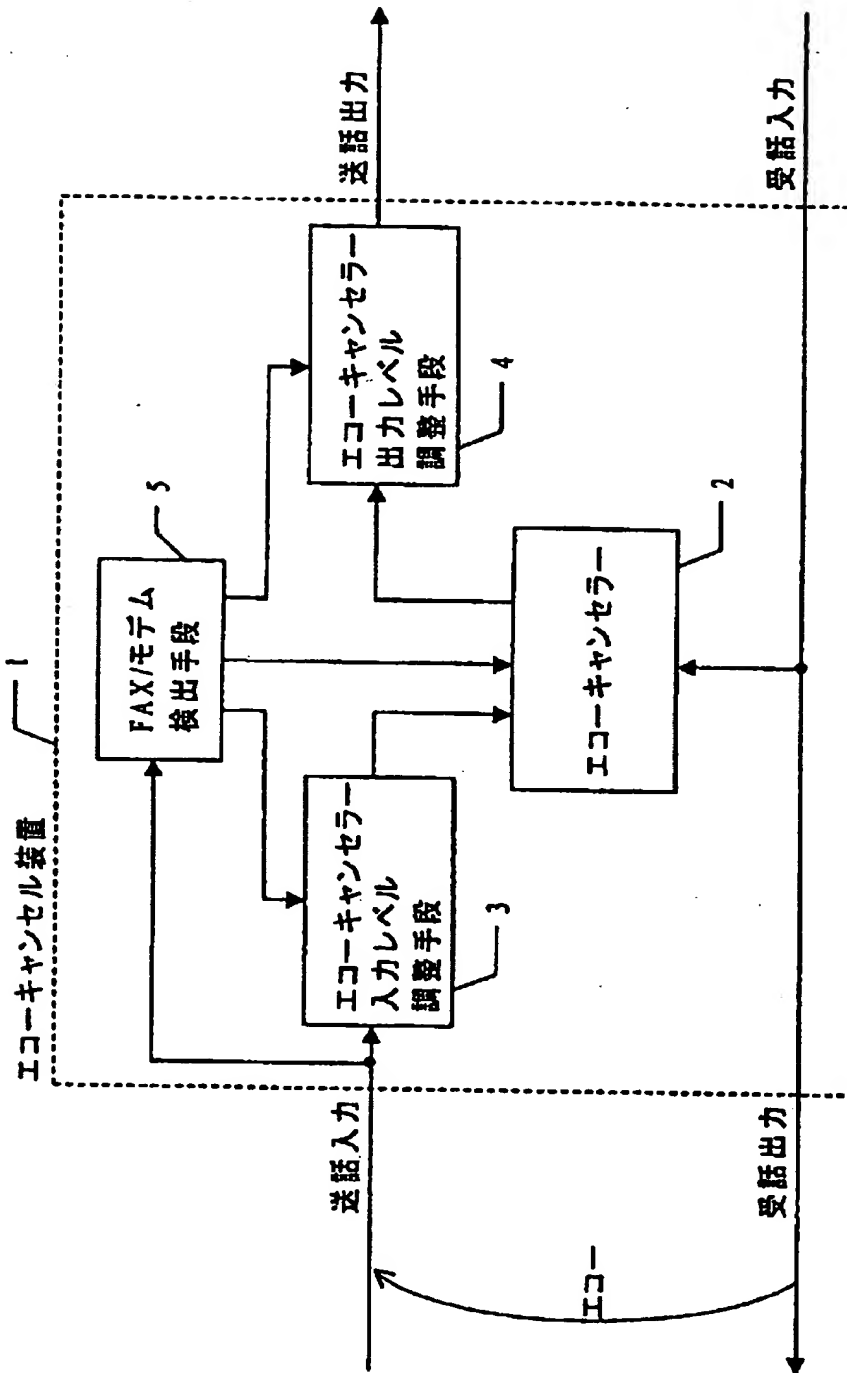 エコーキャンセル装置
1
FAX/モデム
検出手段
5
エコーキャンセラー
入力レベル
調整手段
3
エコーキャンセラー
出力レベル
調整手段
4
エコーキャンセラー
2
送話入力
送話出力
エコー
受話出力
受話入力